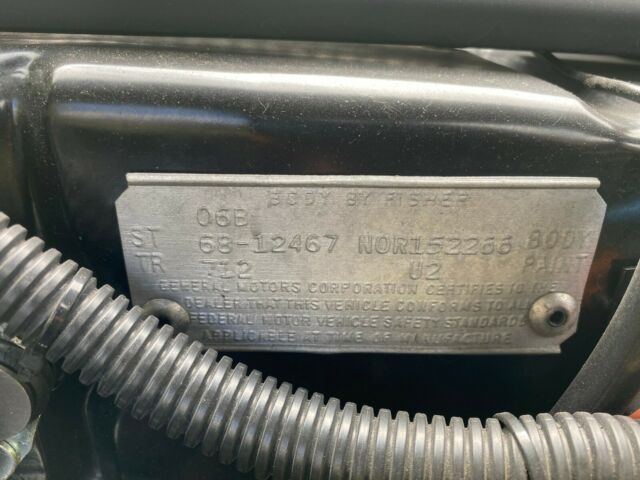 BODY BY FISHER
06B
ST 68-12467 NOR152266 BODY
TR 712 U2 PAINT
GENERAL MOTORS CORPORATION CERTIFIES TO THE
DEALER THAT THIS VEHICLE CONFORMS TO ALL
FEDERAL MOTOR VEHICLE SAFETY STANDARDS
APPLICABLE AT TIME MANUFACTURE